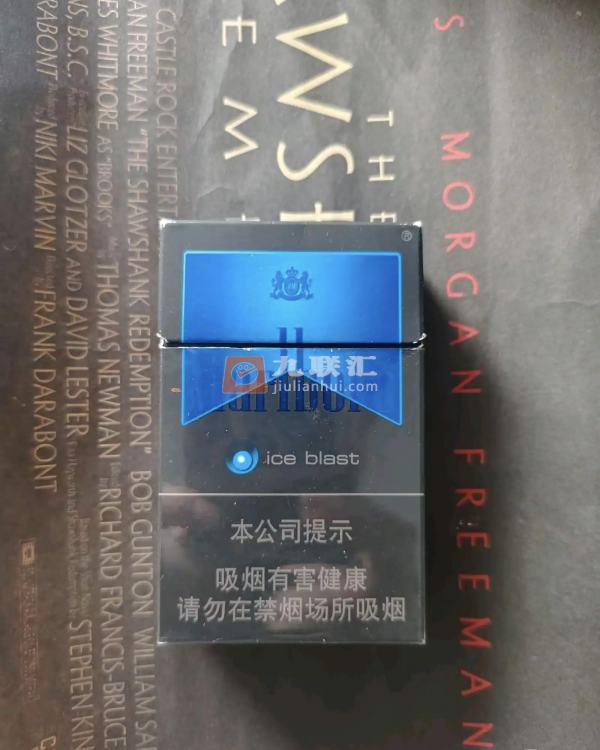 ®
九联汇
jiulianhui.com
ice blast
本公司提示
吸烟有害健康
请勿在禁烟场所吸烟
THE
MORGAN FREEMAN
CASTLE ROCK ENTER
AN FREEMAN "THE SHAWSHANK REDEMPTION" BOB GUNTON WILLIAM SA
ES WHITMORE AS "BROOKS" THOMAS NEWMAN RICHARD FRANCIS-BRUCE
NS, B.S.C. LIZ GLOTZER AND DAVID LESTER STEPHEN KIN
RABONT NIKI MARVIN FRANK DARABONT